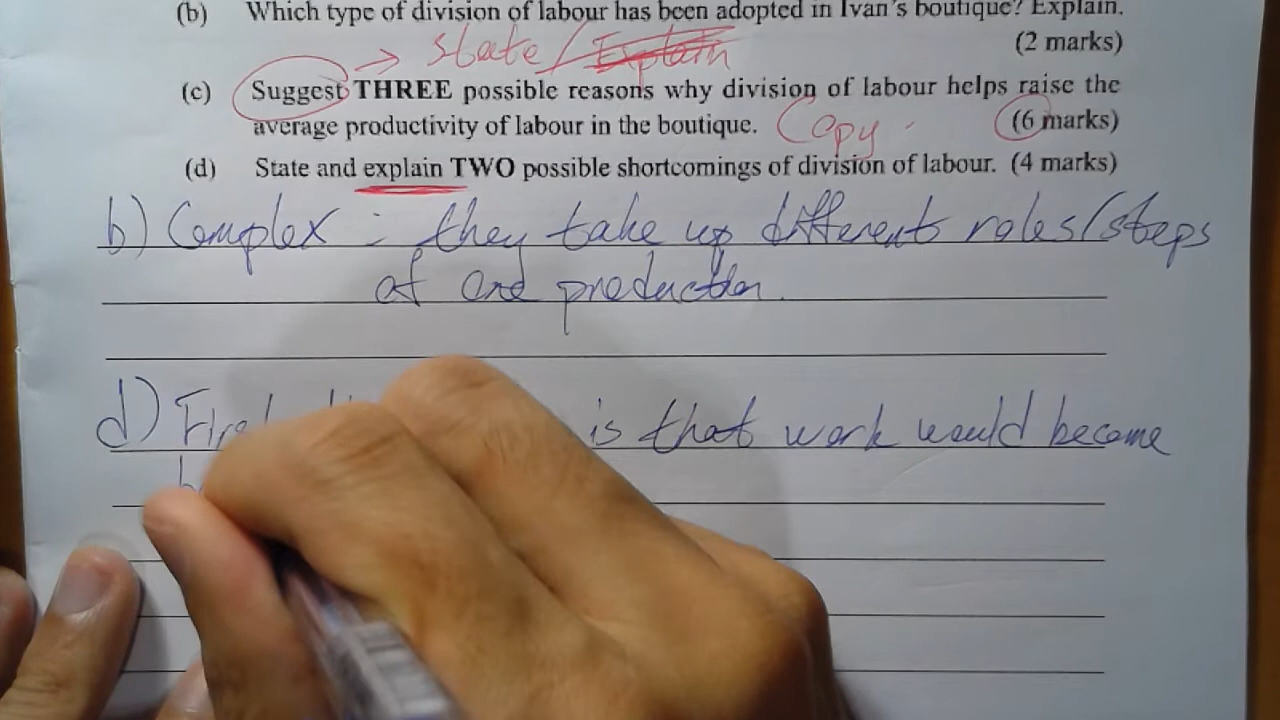 (b) Which type of division of labour has been adopted in Ivan's boutique? Explain.
(2 marks)
→ state / Explain
(c) Suggest THREE possible reasons why division of labour helps raise the
average productivity of labour in the boutique. (6 marks)
Copy
(d) State and explain TWO possible shortcomings of division of labour. (4 marks)
b) Complex : they take up different roles/steps
of one production.
d) is that work would become